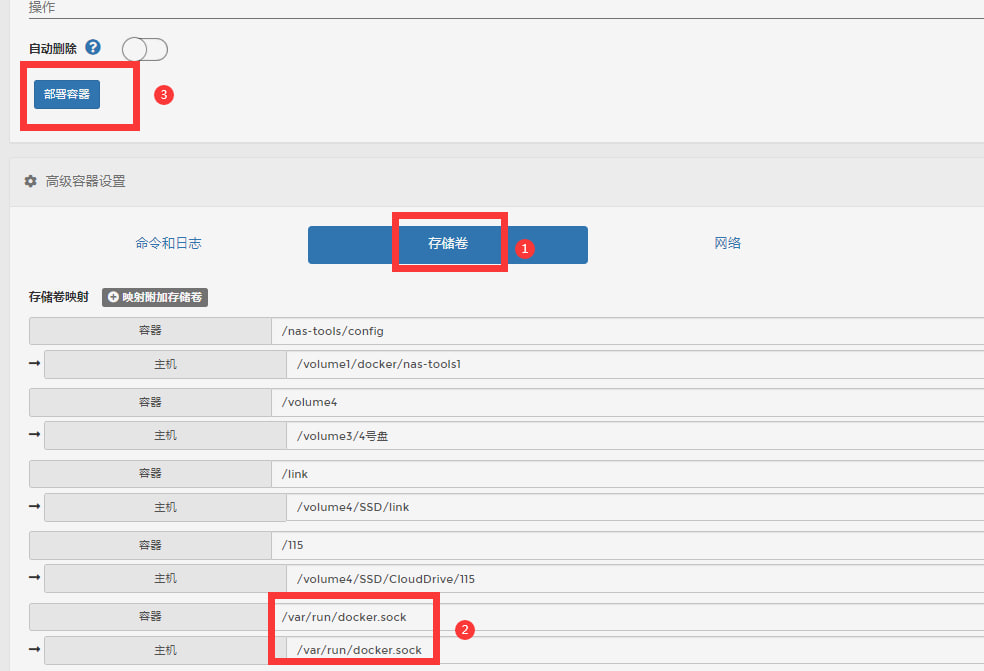 操作
自动删除 ?
部署容器 3
高级容器设置
命令和日志 存储卷 1 网络
存储卷映射 映射附加存储卷
容器 /nas-tools/config
主机 /volume1/docker/nas-tools1
容器 /volume4
主机 /volume3/4号盘
容器 /link
主机 /volume4/SSD/link
容器 /115
主机 /volume4/SSD/CloudDrive/115
容器 /var/run/docker.sock
2
主机 /var/run/docker.sock